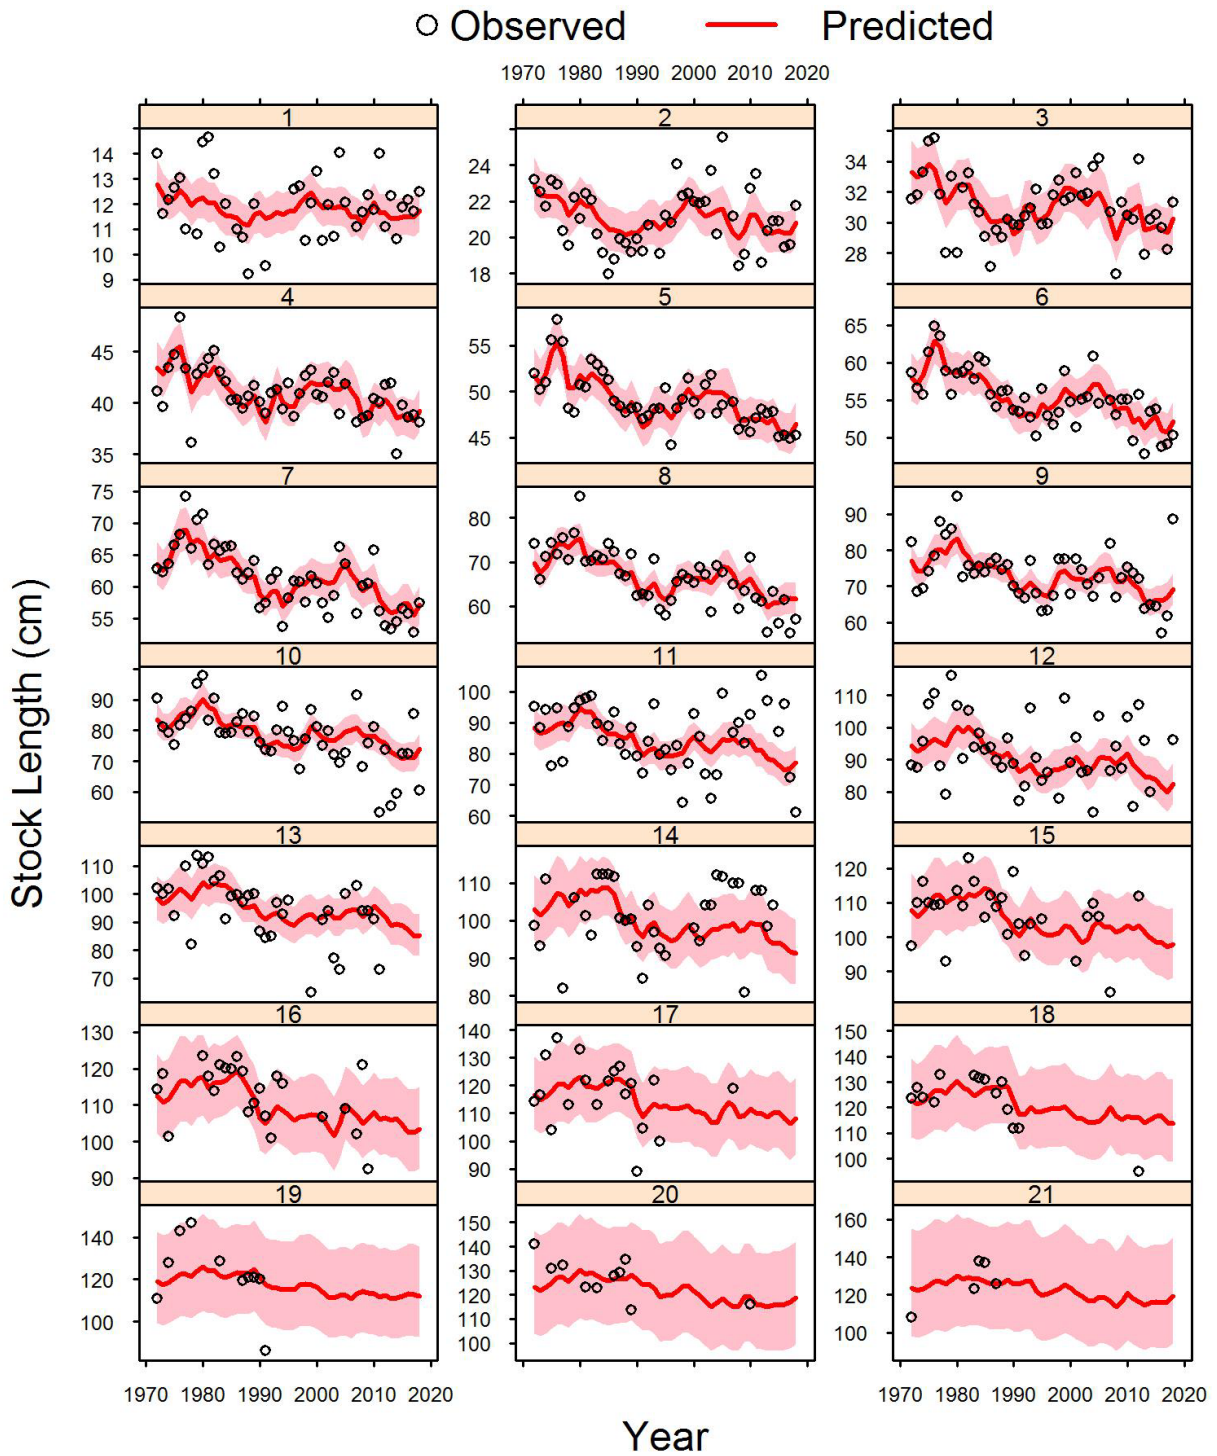 Observed Predicted
1970 1980 1990 2000 2010 2020
1 2 3
14 13 12 11 10 9
24 22 20 18
34 32 30 28
4 5 6
45 40 35
55 50 45
65 60 55 50
7 8 9
75 70 65 60 55
80 70 60
90 80 70 60
10 11 12
90 80 70 60
100 90 80 70 60
110 100 90 80
13 14 15
110 100 90 80 70
110 100 90 80
120 110 100 90
16 17 18
130 120 110 100 90
140 130 120 110 100 90
150 140 130 120 110 100
19 20 21
140 120 100
150 140 130 120 110 100
160 140 120 100
1970 1980 1990 2000 2010 2020
1970 1980 1990 2000 2010 2020
Stock Length (cm)
Year